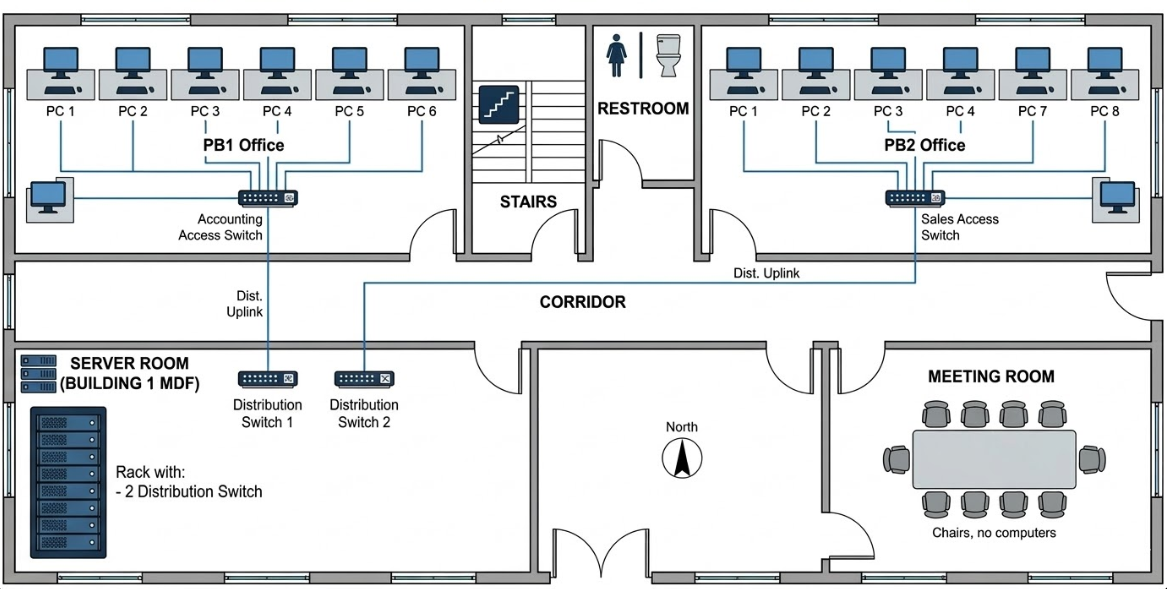 PC 1
PC 2
PC 3
PC 4
PC 5
PC 6
PB1 Office
Accounting
Access Switch
STAIRS
RESTROOM
PC 1
PC 2
PC 3
PC 4
PC 7
PC 8
PB2 Office
Sales Access
Switch
Dist.
Uplink
Dist. Uplink
CORRIDOR
SERVER ROOM
(BUILDING 1 MDF)
Distribution
Switch 1
Distribution
Switch 2
Rack with:
- 2 Distribution Switch
North
MEETING ROOM
Chairs, no computers